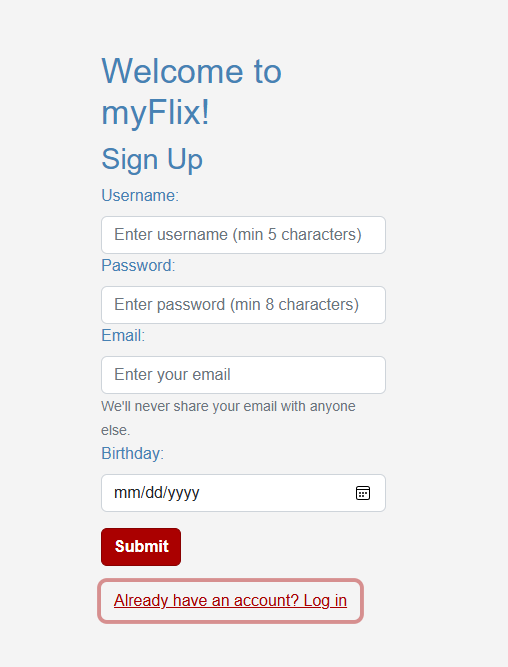 Welcome to
myFlix!
Sign Up
Username:
Enter username (min 5 characters)
Password:
Enter password (min 8 characters)
Email:
Enter your email
We'll never share your email with anyone
else.
Birthday:
mm/dd/yyyy
Submit
Already have an account? Log in